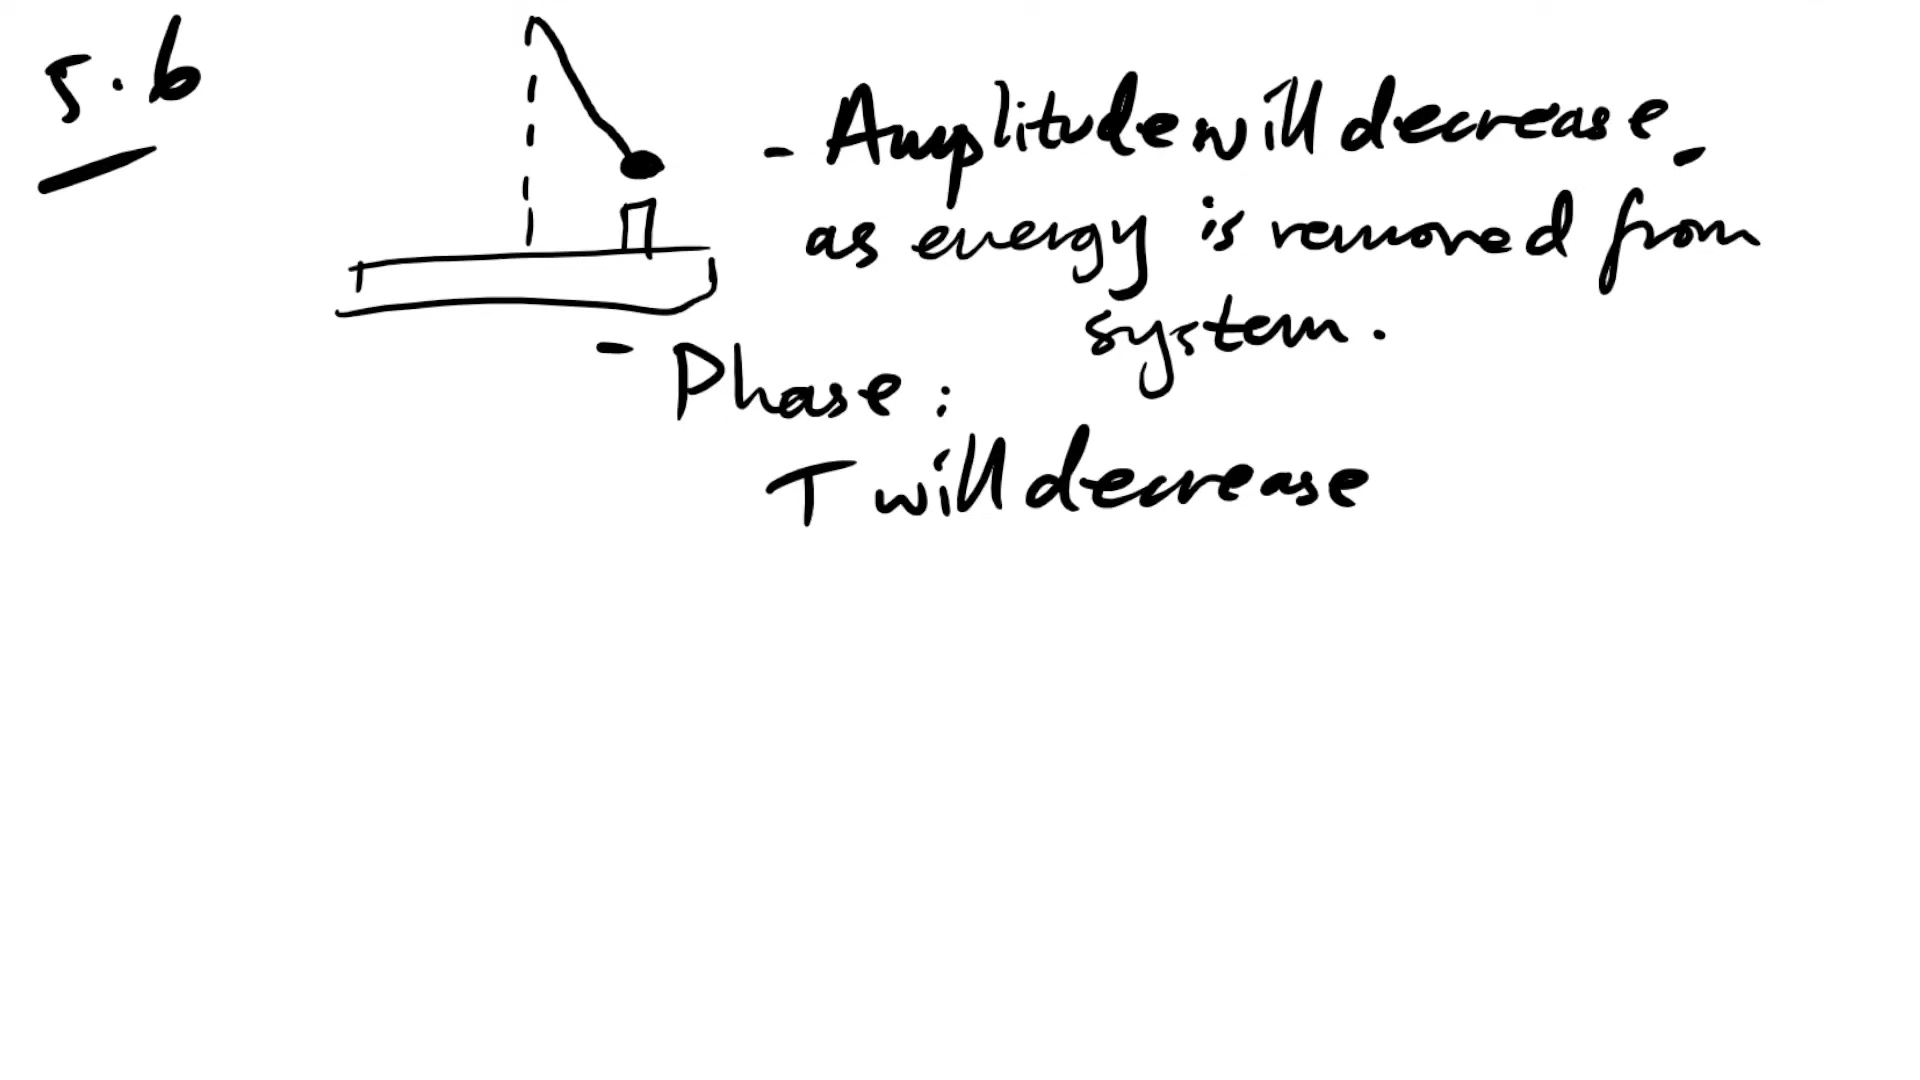 5.6
- Amplitude will decrease
as energy is removed from
system.
- Phase:
T will decrease